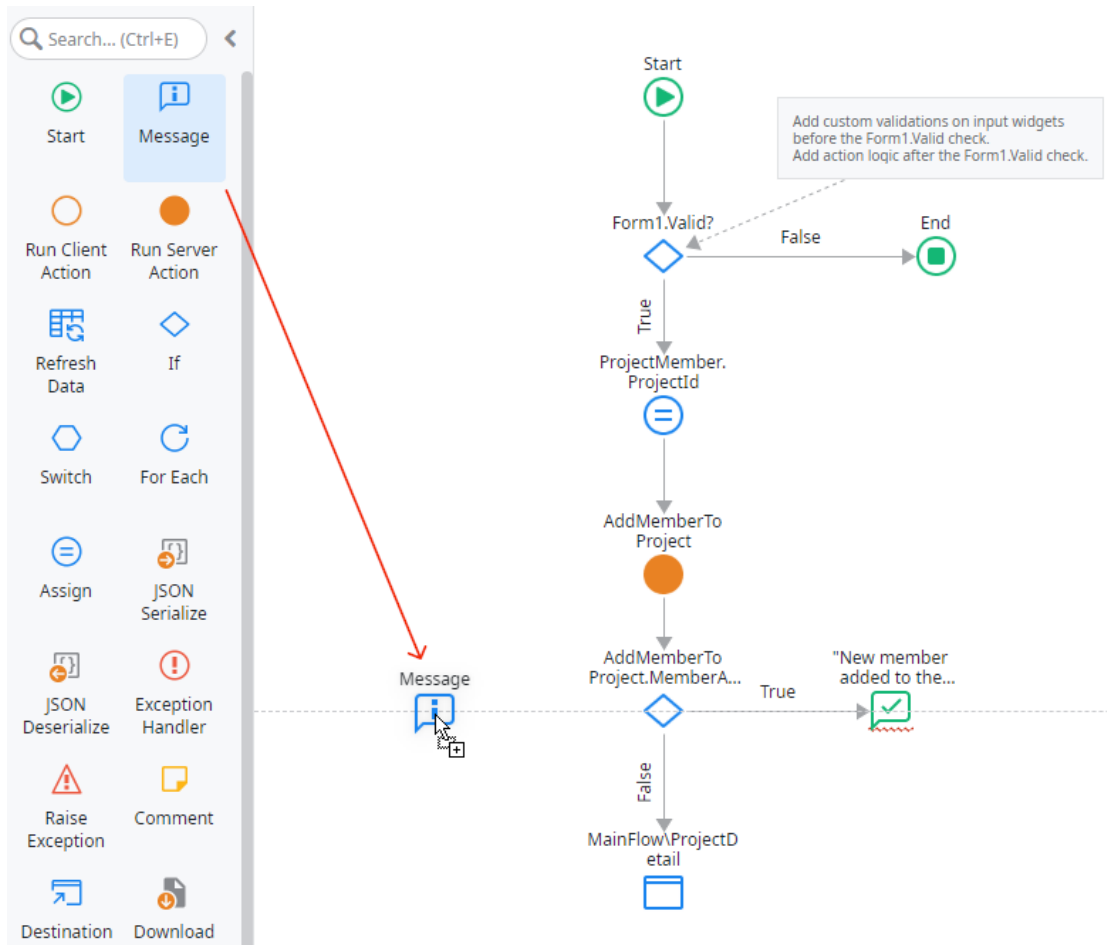 Search... (Ctrl+E)
Start
Message
Run Client
Action
Run Server
Action
Refresh
Data
If
Switch
For Each
Assign
JSON
Serialize
JSON
Deserialize
Exception
Handler
Raise
Exception
Comment
Destination
Download
Start
Add custom validations on input widgets
before the Form1.Valid check.
Add action logic after the Form1.Valid check.
Form1.Valid?
False
End
True
ProjectMember.
ProjectId
AddMemberTo
Project
Message
AddMemberTo
Project.MemberA...
True
"New member
added to the...
False
MainFlow\ProjectD
etail